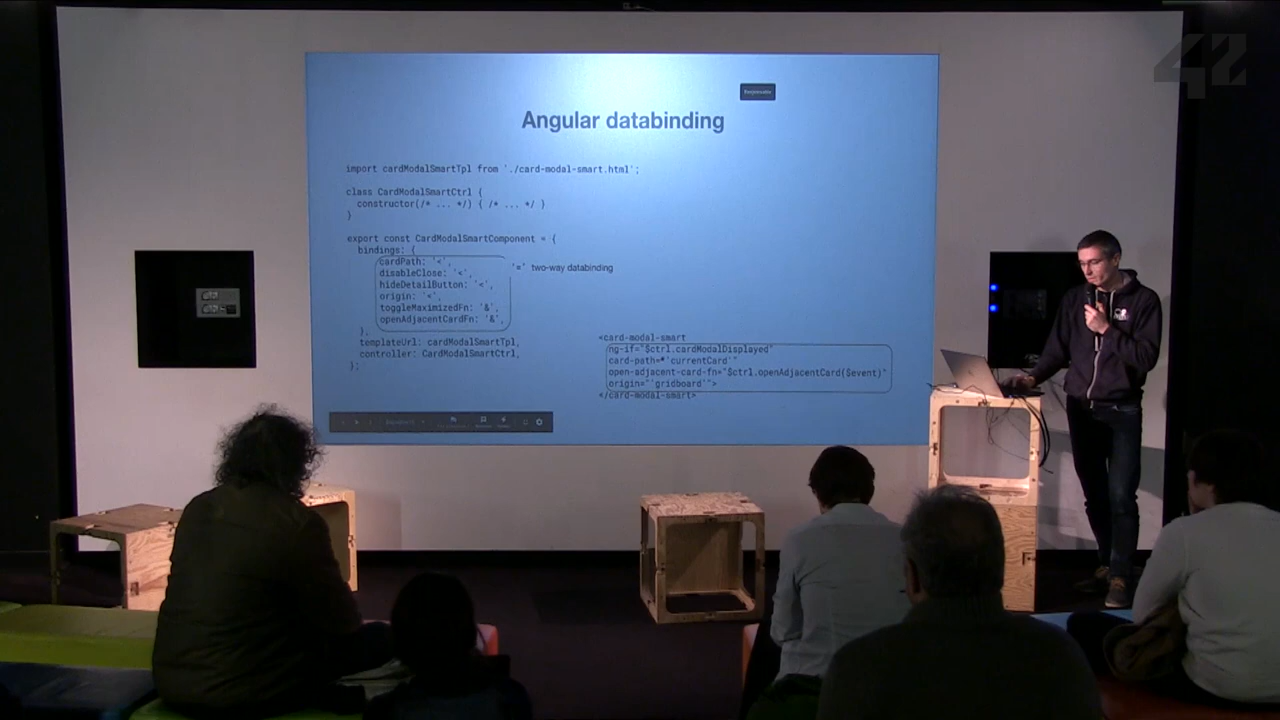 42
Angular databinding
import cardModalSmartTpl from './card-modal-smart.html';
class CardModalSmartCtrl {
constructor(/* ... */) { /* ... */ }
}
export const CardModalSmartComponent = {
bindings: {
cardPath: '<',
disableClose: '<',
hideDetailButton: '<',
origin: '<',
toggleMaximizedFn: '&',
openAdjacentCardFn: '&',
},
templateUrl: cardModalSmartTpl,
controller: CardModalSmartCtrl,
};
'=' two-way databinding
<card-modal-smart
ng-if="$ctrl.cardModalDisplayed"
card-path="'currentCard'"
open-adjacent-card-fn="$ctrl.openAdjacentCard($event)"
origin="'gridboard'">
</card-modal-smart>